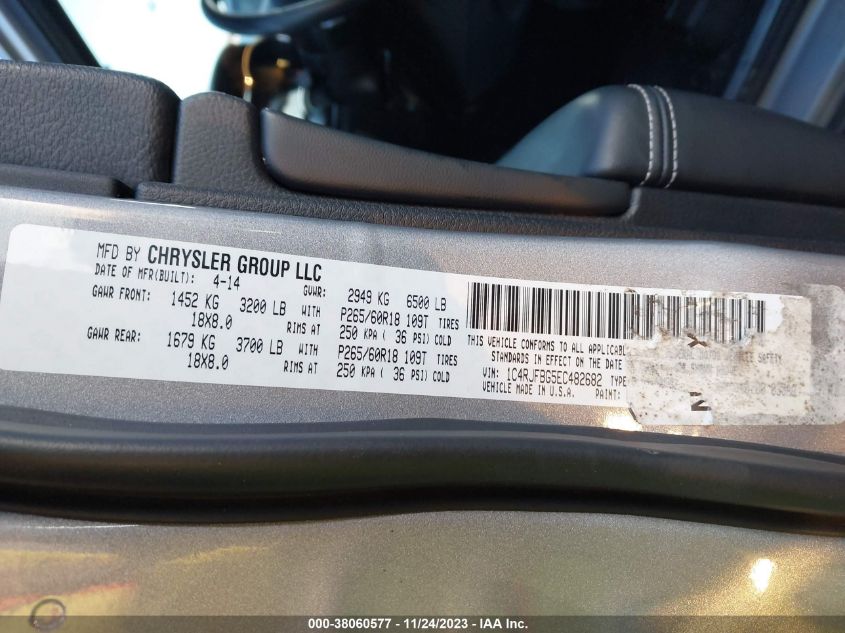 MFD BY CHRYSLER GROUP LLC
DATE OF MFR(BUILT): 4-14 GVWR: 2949 KG 6500 LB
GAWR FRONT: 1452 KG 3200 LB WITH P265/60R18 109T TIRES
18X8.0 RIMS AT 250 KPA ( 36 PSI) COLD
GAWR REAR: 1679 KG 3700 LB WITH P265/60R18 109T TIRES
18X8.0 RIMS AT 250 KPA ( 36 PSI) COLD
THIS VEHICLE CONFORMS TO ALL APPLICABL
SAFETY
STANDARDS IN EFFECT ON THE DATE
VIN: 1C4RJFBG5EC482682 TYPE
VEHICLE MADE IN U.S.A. PAINT:
Y
N
000-38060577 - 11/24/2023 - IAA Inc.